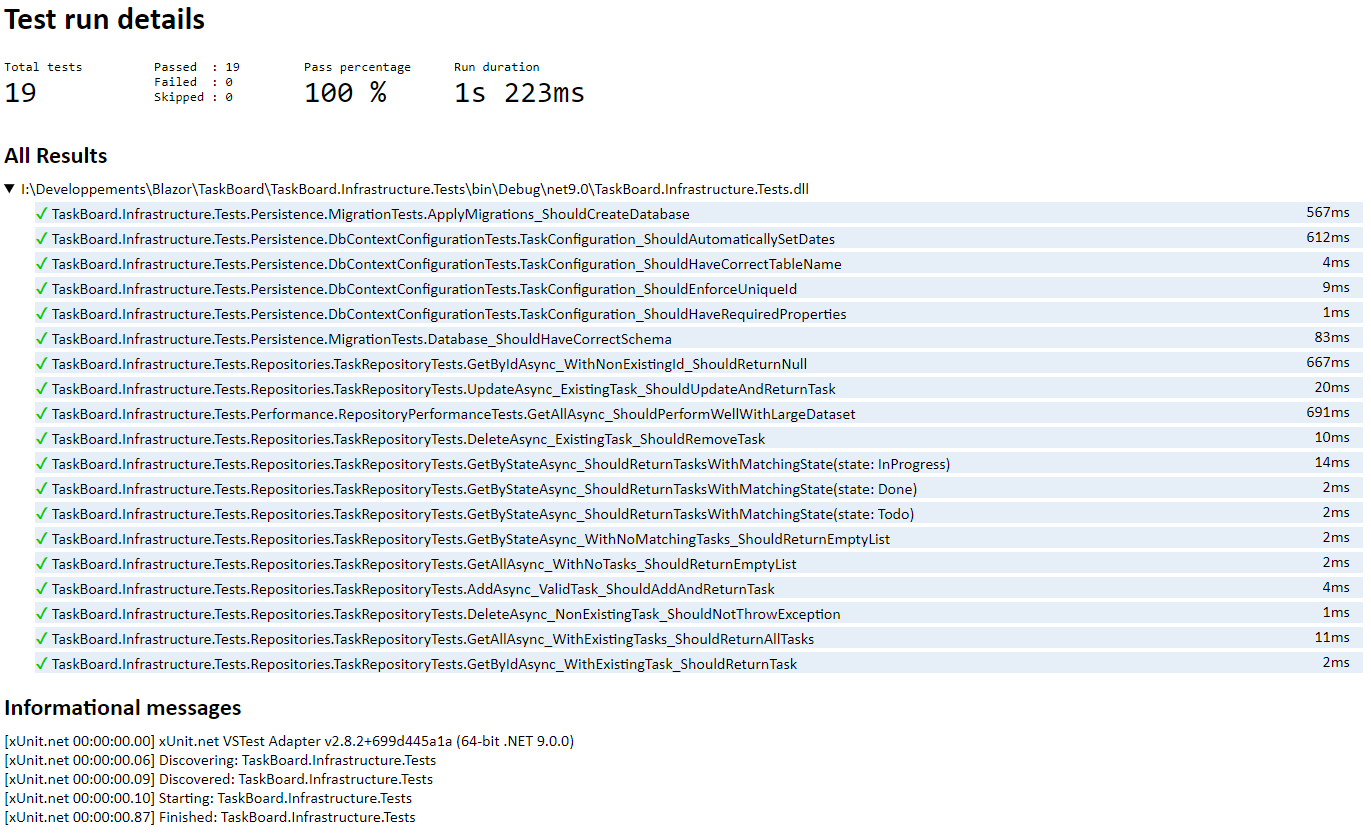 Test run details
Total tests
19
Passed : 19
Failed : 0
Skipped : 0
Pass percentage
100 %
Run duration
1s 223ms
All Results
▼ I:\Developpements\Blazor\TaskBoard\TaskBoard.Infrastructure.Tests\bin\Debug\net9.0\TaskBoard.Infrastructure.Tests.dll
✓ TaskBoard.Infrastructure.Tests.Persistence.MigrationTests.ApplyMigrations_ShouldCreateDatabase 567ms
✓ TaskBoard.Infrastructure.Tests.Persistence.DbContextConfigurationTests.TaskConfiguration_ShouldAutomaticallySetDates 612ms
✓ TaskBoard.Infrastructure.Tests.Persistence.DbContextConfigurationTests.TaskConfiguration_ShouldHaveCorrectTableName 4ms
✓ TaskBoard.Infrastructure.Tests.Persistence.DbContextConfigurationTests.TaskConfiguration_ShouldEnforceUniqueId 9ms
✓ TaskBoard.Infrastructure.Tests.Persistence.DbContextConfigurationTests.TaskConfiguration_ShouldHaveRequiredProperties 1ms
✓ TaskBoard.Infrastructure.Tests.Persistence.MigrationTests.Database_ShouldHaveCorrectSchema 83ms
✓ TaskBoard.Infrastructure.Tests.Repositories.TaskRepositoryTests.GetByIdAsync_WithNonExistingId_ShouldReturnNull 667ms
✓ TaskBoard.Infrastructure.Tests.Repositories.TaskRepositoryTests.UpdateAsync_ExistingTask_ShouldUpdateAndReturnTask 20ms
✓ TaskBoard.Infrastructure.Tests.Performance.RepositoryPerformanceTests.GetAllAsync_ShouldPerformWellWithLargeDataset 691ms
✓ TaskBoard.Infrastructure.Tests.Repositories.TaskRepositoryTests.DeleteAsync_ExistingTask_ShouldRemoveTask 10ms
✓ TaskBoard.Infrastructure.Tests.Repositories.TaskRepositoryTests.GetByStateAsync_ShouldReturnTasksWithMatchingState(state: InProgress) 14ms
✓ TaskBoard.Infrastructure.Tests.Repositories.TaskRepositoryTests.GetByStateAsync_ShouldReturnTasksWithMatchingState(state: Done) 2ms
✓ TaskBoard.Infrastructure.Tests.Repositories.TaskRepositoryTests.GetByStateAsync_ShouldReturnTasksWithMatchingState(state: Todo) 2ms
✓ TaskBoard.Infrastructure.Tests.Repositories.TaskRepositoryTests.GetByStateAsync_WithNoMatchingTasks_ShouldReturnEmptyList 2ms
✓ TaskBoard.Infrastructure.Tests.Repositories.TaskRepositoryTests.GetAllAsync_WithNoTasks_ShouldReturnEmptyList 2ms
✓ TaskBoard.Infrastructure.Tests.Repositories.TaskRepositoryTests.AddAsync_ValidTask_ShouldAddAndReturnTask 4ms
✓ TaskBoard.Infrastructure.Tests.Repositories.TaskRepositoryTests.DeleteAsync_NonExistingTask_ShouldNotThrowException 1ms
✓ TaskBoard.Infrastructure.Tests.Repositories.TaskRepositoryTests.GetAllAsync_WithExistingTasks_ShouldReturnAllTasks 11ms
✓ TaskBoard.Infrastructure.Tests.Repositories.TaskRepositoryTests.GetByIdAsync_WithExistingTask_ShouldReturnTask 2ms
Informational messages
[xUnit.net 00:00:00.00] xUnit.net VSTest Adapter v2.8.2+699d445a1a (64-bit .NET 9.0.0)
[xUnit.net 00:00:00.06] Discovering: TaskBoard.Infrastructure.Tests
[xUnit.net 00:00:00.09] Discovered: TaskBoard.Infrastructure.Tests
[xUnit.net 00:00:00.10] Starting: TaskBoard.Infrastructure.Tests
[xUnit.net 00:00:00.87] Finished: TaskBoard.Infrastructure.Tests